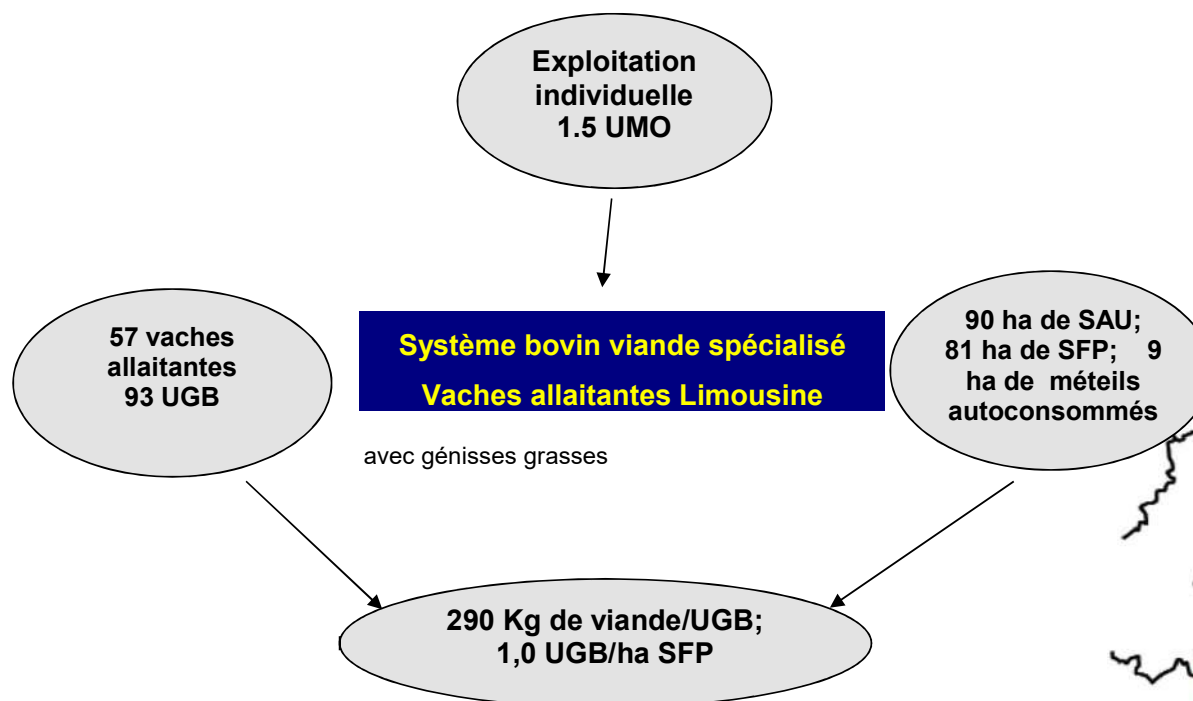 Exploitation
individuelle
1.5 UMO
57 vaches
allaitantes
93 UGB
Système bovin viande spécialisé
Vaches allaitantes Limousine
avec génisses grasses
90 ha de SAU;
81 ha de SFP; 9
ha de méteils
autoconsommés
290 Kg de viande/UGB;
1,0 UGB/ha SFP